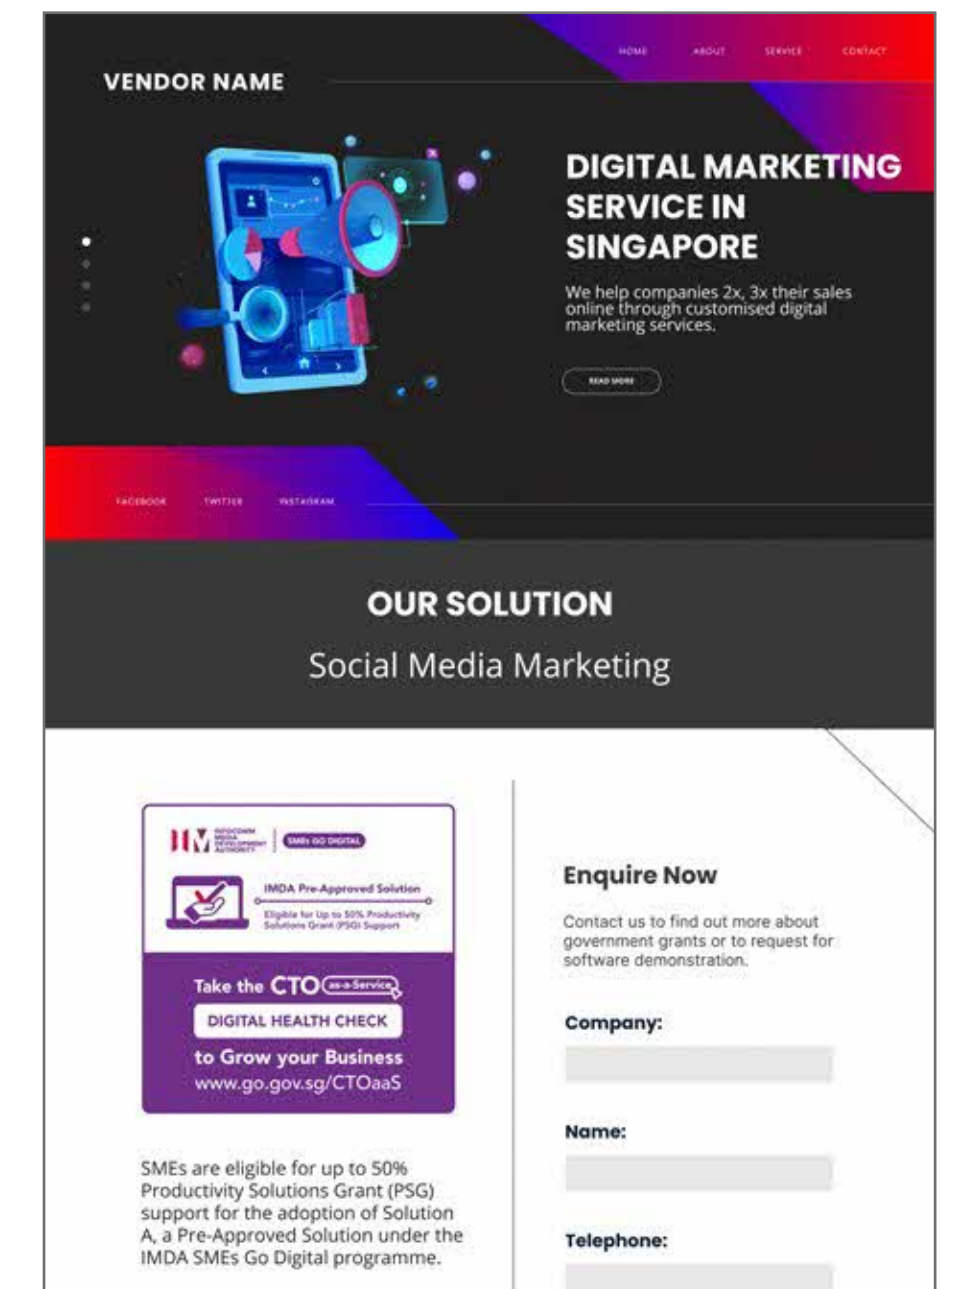 HOME ABOUT SERVICE CONTACT
VENDOR NAME
DIGITAL MARKETING
SERVICE IN
SINGAPORE
We help companies 2x, 3x their sales
online through customised digital
marketing services.
READ MORE
FACEBOOK TWITTER INSTAGRAM
OUR SOLUTION
Social Media Marketing
INFOCOMM
MEDIA
DEVELOPMENT
AUTHORITY
SMEs GO DIGITAL
IMDA Pre-Approved Solution
Eligible for Up to 50% Productivity
Solutions Grant (PSG) Support
Take the CTO as-a-Service
DIGITAL HEALTH CHECK
to Grow your Business
www.go.gov.sg/CTOaaS
SMEs are eligible for up to 50%
Productivity Solutions Grant (PSG)
support for the adoption of Solution
A, a Pre-Approved Solution under the
IMDA SMEs Go Digital programme.
Enquire Now
Contact us to find out more about
government grants or to request for
software demonstration.
Company:
Name:
Telephone: